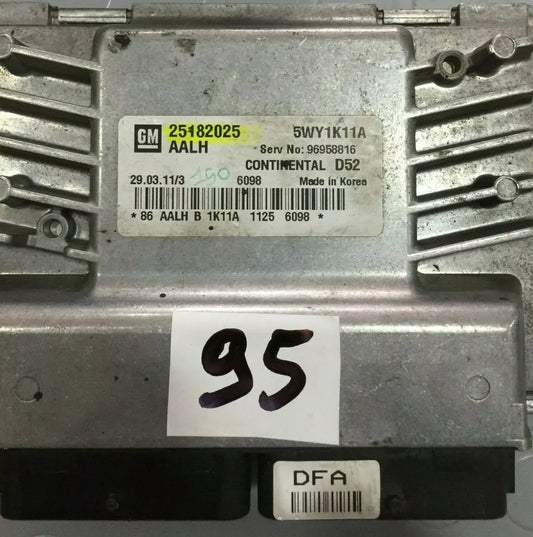 GM 25182025 5WY1K11A
AALH Serv No: 96958816
CONTINENTAL D52
29.03.11/3 190 6098 Made in Korea
* 86 AALH B 1K11A 1125 6098 *
95
DFA